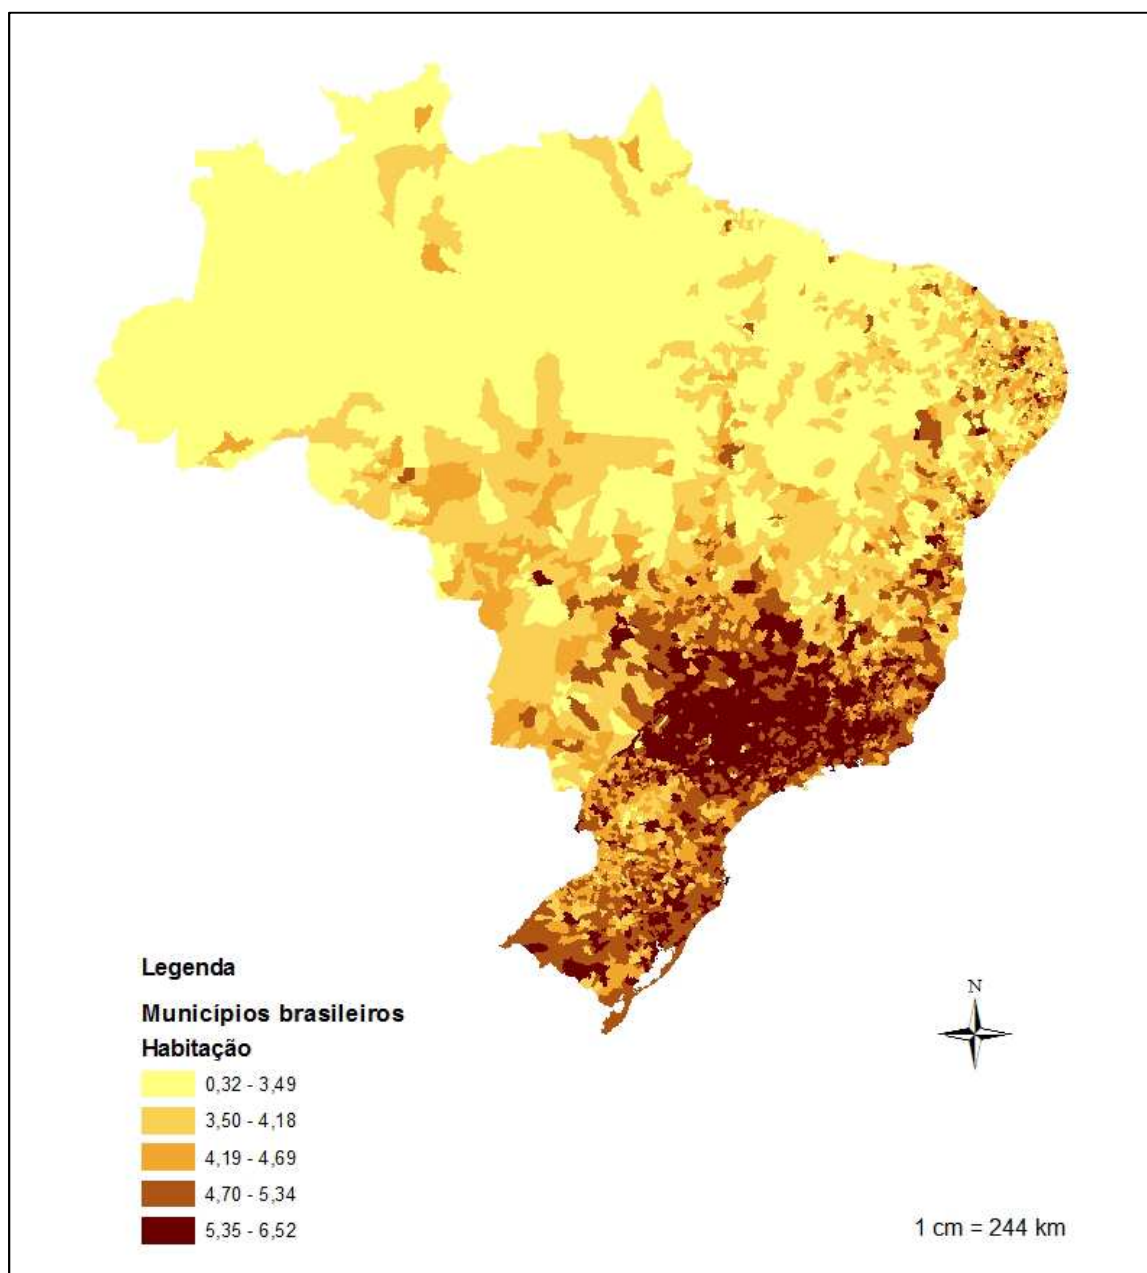 N
Legenda
Municípios brasileiros
Habitação
0,32 - 3,49
3,50 - 4,18
4,19 - 4,69
4,70 - 5,34
5,35 - 6,52
1 cm = 244 km